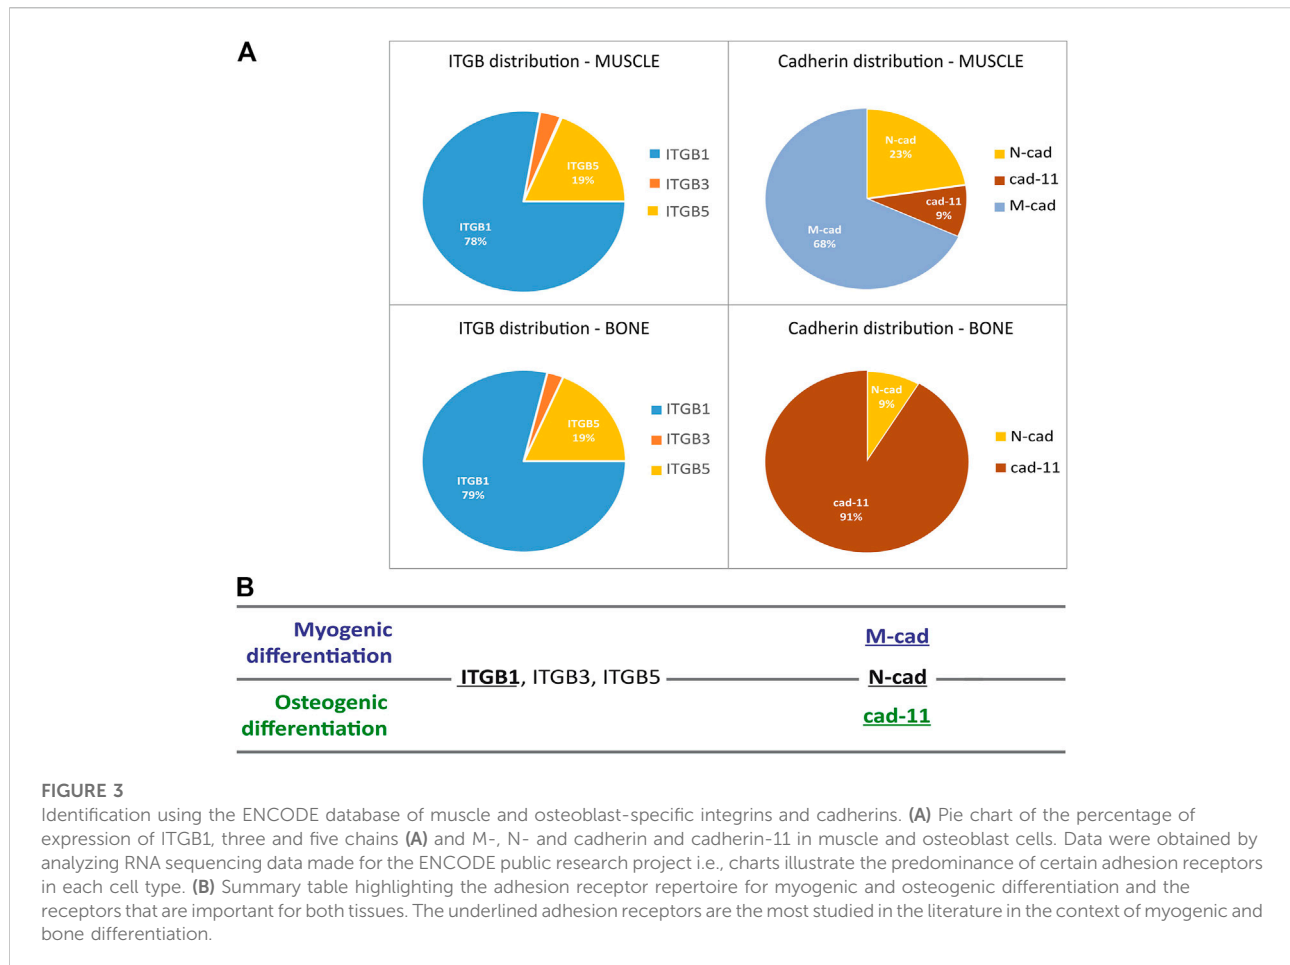 A
ITGB distribution - MUSCLE
ITGB1
78%
ITGB5
19%
ITGB1
ITGB3
ITGB5
Cadherin distribution - MUSCLE
N-cad
23%
cad-11
9%
M-cad
68%
N-cad
cad-11
M-cad
ITGB distribution - BONE
ITGB1
79%
ITGB5
19%
ITGB1
ITGB3
ITGB5
Cadherin distribution - BONE
N-cad
9%
cad-11
91%
N-cad
cad-11
B
Myogenic
differentiation
M-cad
ITGB1, ITGB3, ITGB5
N-cad
Osteogenic
differentiation
cad-11
FIGURE 3
Identification using the ENCODE database of muscle and osteoblast-specific integrins and cadherins. (A) Pie chart of the percentage of
expression of ITGB1, three and five chains (A) and M-, N- and cadherin and cadherin-11 in muscle and osteoblast cells. Data were obtained by
analyzing RNA sequencing data made for the ENCODE public research project i.e., charts illustrate the predominance of certain adhesion receptors
in each cell type. (B) Summary table highlighting the adhesion receptor repertoire for myogenic and osteogenic differentiation and the
receptors that are important for both tissues. The underlined adhesion receptors are the most studied in the literature in the context of myogenic and
bone differentiation.